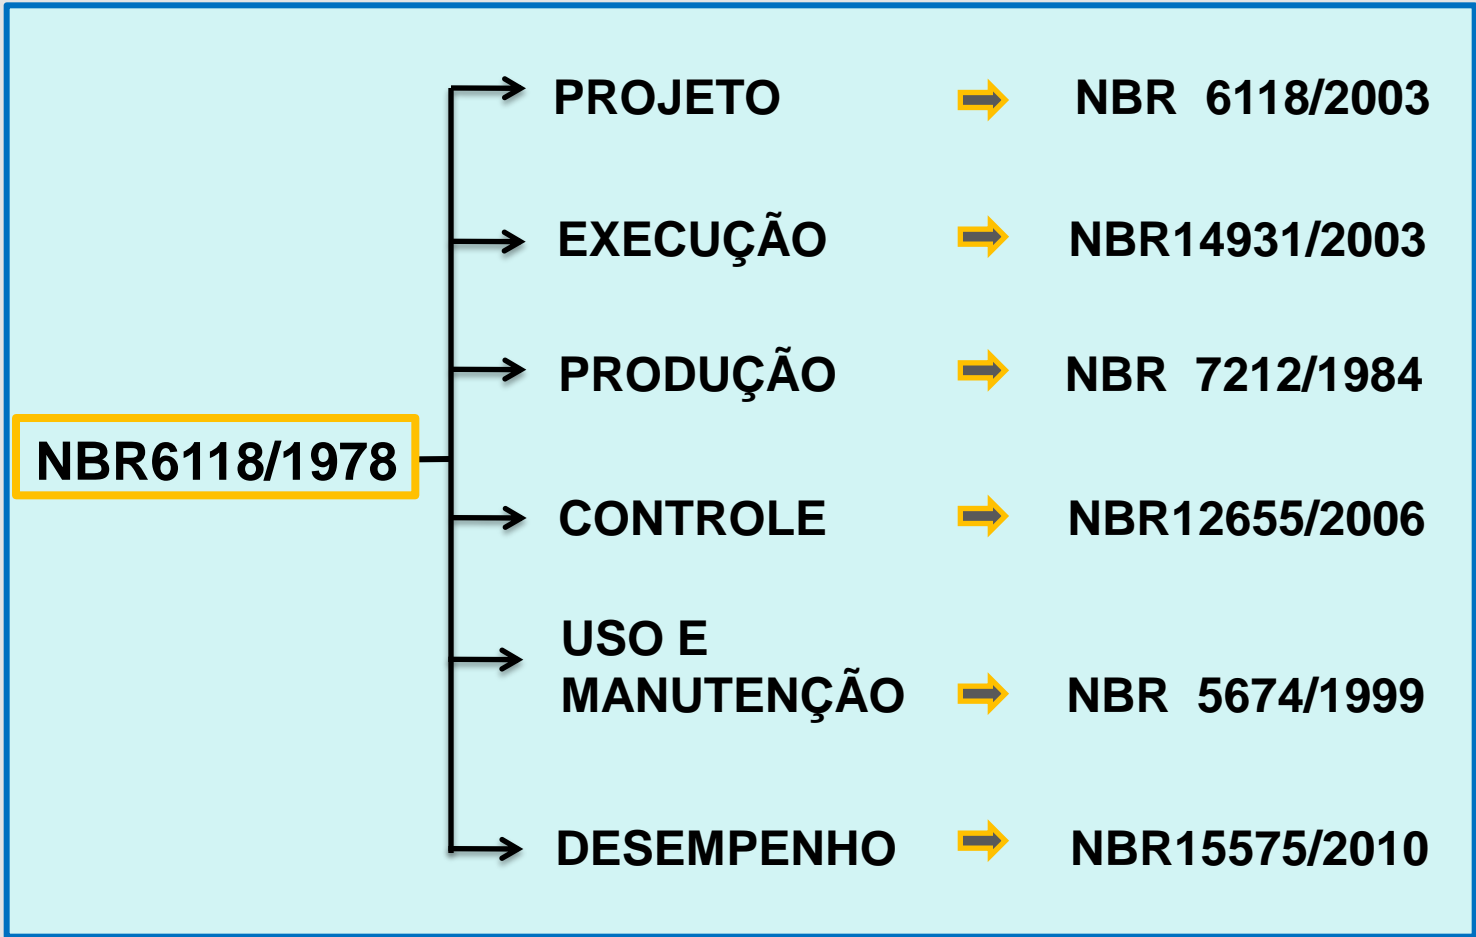 PROJETO NBR 6118/2003
EXECUÇÃO NBR14931/2003
PRODUÇÃO NBR 7212/1984
NBR6118/1978
CONTROLE NBR12655/2006
USO E
MANUTENÇÃO NBR 5674/1999
DESEMPENHO NBR15575/2010